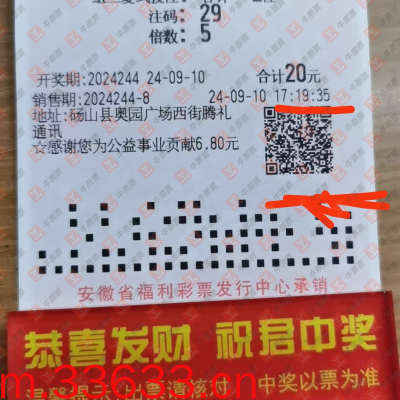 注码: 29
倍数: 5
开奖期:2024244 24-09-10 合计20元
销售期:2024244-8 24-09-10 17:19:35
地址:砀山县奥园广场西街腾礼
通讯
☆感谢您为公益事业贡献6.80元
安徽省福利彩票发行中心承销
恭喜发财 祝君中奖
m.33633.cn
中奖以票为准